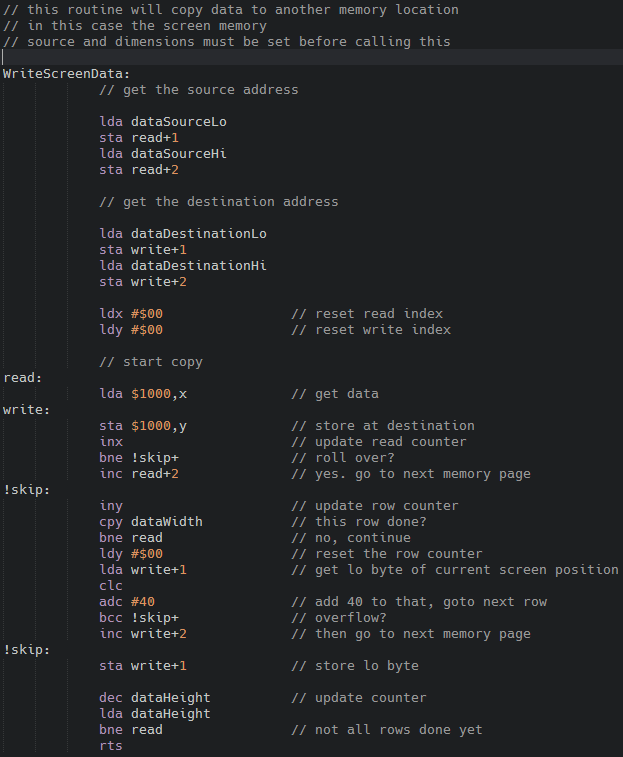 // this routine will copy data to another memory location
// in this case the screen memory
// source and dimensions must be set before calling this
WriteScreenData:
// get the source address
lda dataSourceLo
sta read+1
lda dataSourceHi
sta read+2
// get the destination address
lda dataDestinationLo
sta write+1
lda dataDestinationHi
sta write+2
ldx #$00 // reset read index
ldy #$00 // reset write index
// start copy
read:
lda $1000,x // get data
write:
sta $1000,y // store at destination
inx // update read counter
bne !skip+ // roll over?
inc read+2 // yes. go to next memory page
!skip:
iny // update row counter
cpy dataWidth // this row done?
bne read // no, continue
ldy #$00 // reset the row counter
lda write+1 // get lo byte of current screen position
clc
adc #40 // add 40 to that, goto next row
bcc !skip+ // overflow?
inc write+2 // then go to next memory page
!skip:
sta write+1 // store lo byte
dec dataHeight // update counter
lda dataHeight
bne read // not all rows done yet
rts